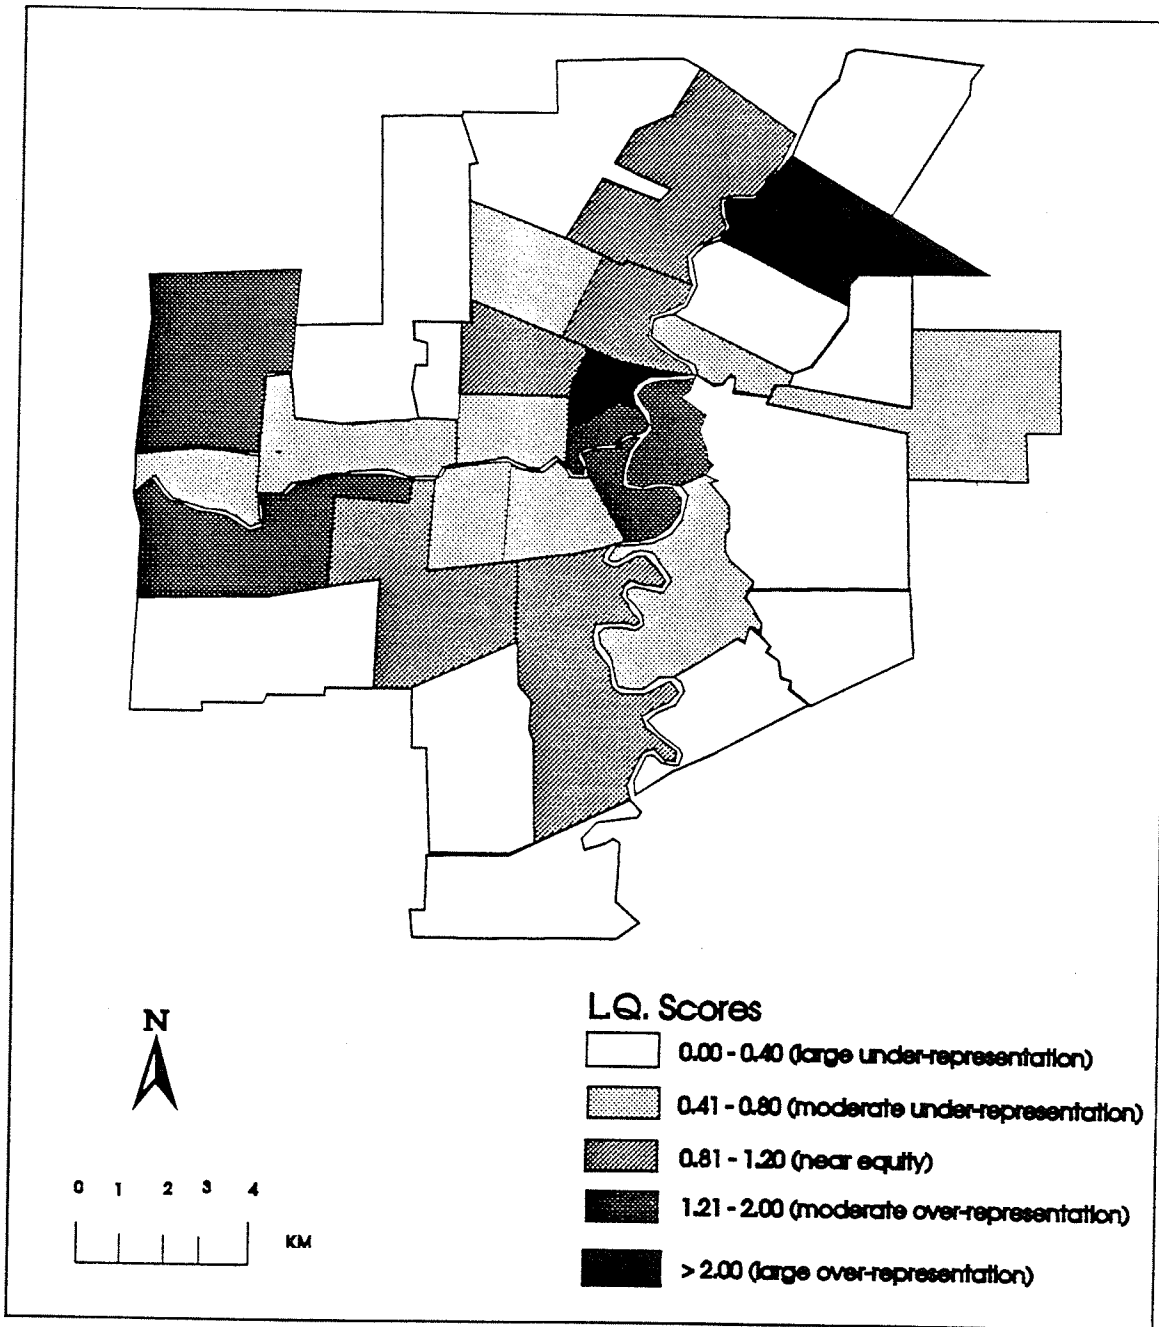 L.Q. Scores
0.00 - 0.40 (large under-representation)
0.41 - 0.80 (moderate under-representation)
0.81 - 1.20 (near equity)
1.21 - 2.00 (moderate over-representation)
> 2.00 (large over-representation)
N
0 1 2 3 4
KM